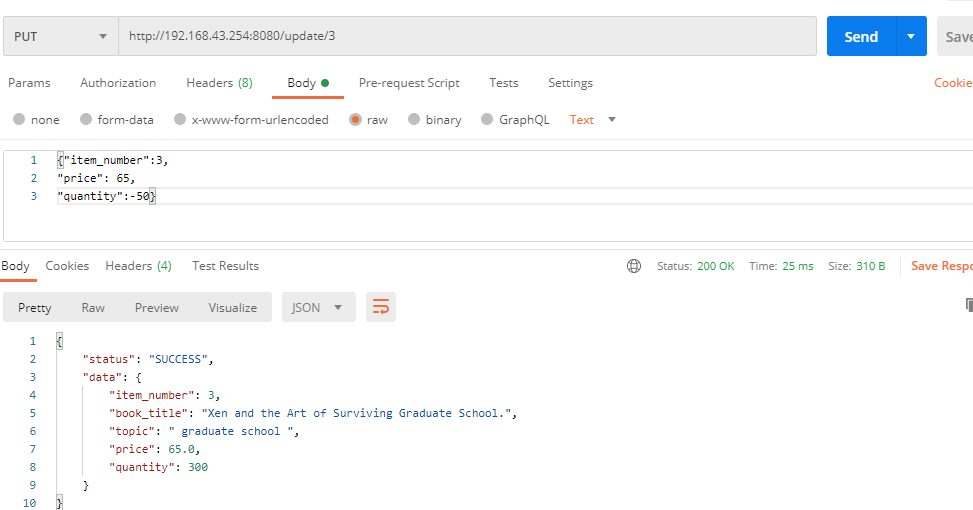 PUT http://192.168.43.254:8080/update/3 Send Save
Params Authorization Headers (8) Body Pre-request Script Tests Settings Cookie
none form-data x-www-form-urlencoded raw binary GraphQL Text
1 {"item_number":3,
2 "price": 65,
3 "quantity":-50}
Body Cookies Headers (4) Test Results Status: 200 OK Time: 25 ms Size: 310 B Save Respo
Pretty Raw Preview Visualize JSON
1 {
2 "status": "SUCCESS",
3 "data": {
4 "item_number": 3,
5 "book_title": "Xen and the Art of Surviving Graduate School.",
6 "topic": " graduate school ",
7 "price": 65.0,
8 "quantity": 300
9 }
10 }